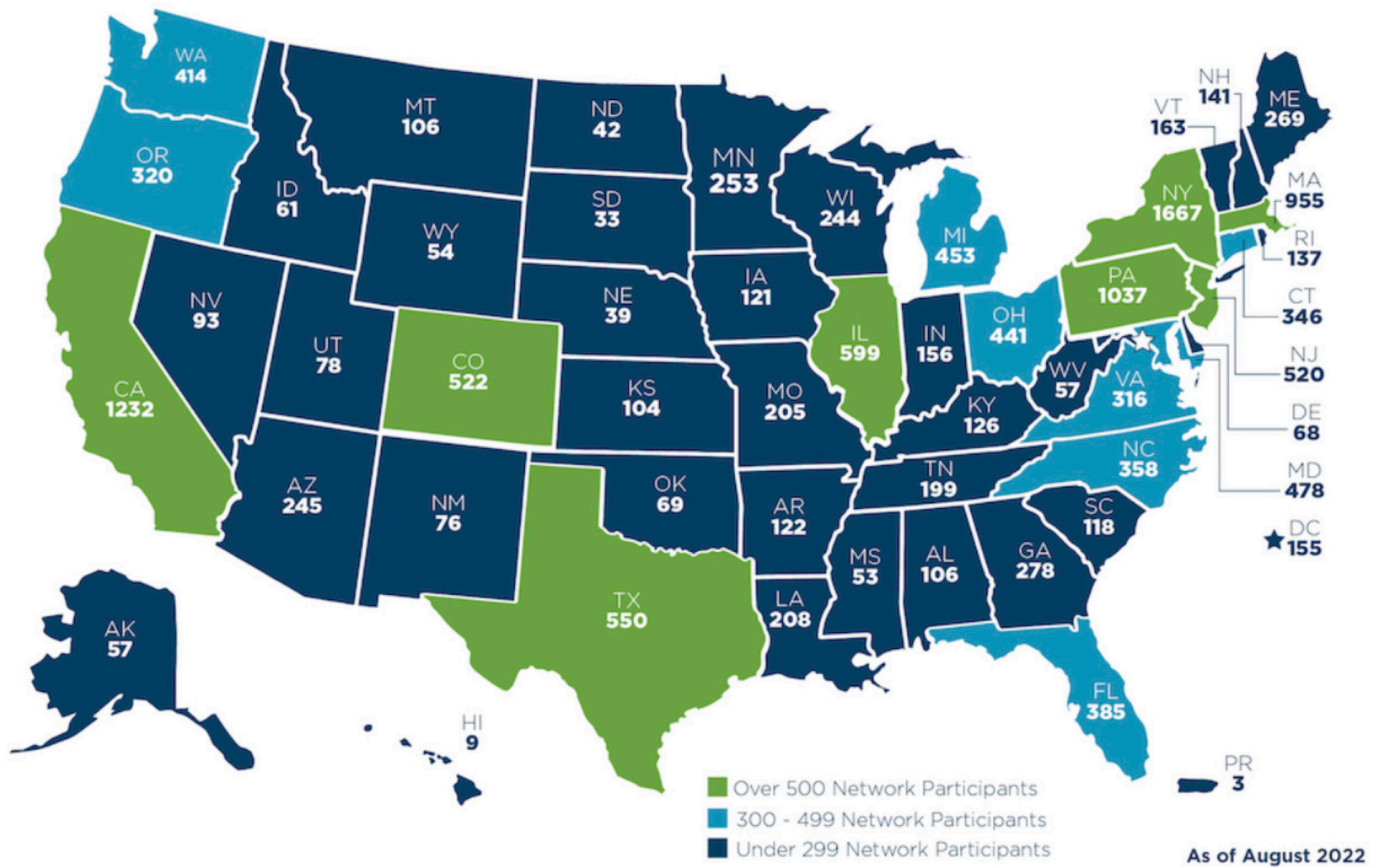 WA
414
OR
320
MT
106
ID
61
WY
54
ND
42
SD
33
NE
39
MN
253
WI
244
IA
121
MI
453
NH
141
VT
163
ME
269
NY
1667
MA
955
RI
137
CT
346
NJ
520
DE
68
MD
478
DC
155
PA
1037
NV
93
UT
78
CO
522
CA
1232
KS
104
MO
205
IL
599
IN
156
OH
441
WV
57
VA
316
KY
126
NC
358
TN
199
SC
118
AZ
245
NM
76
OK
69
AR
122
MS
53
AL
106
GA
278
LA
208
TX
550
FL
385
AK
57
HI
9
PR
3
Over 500 Network Participants
300 - 499 Network Participants
Under 299 Network Participants
As of August 2022